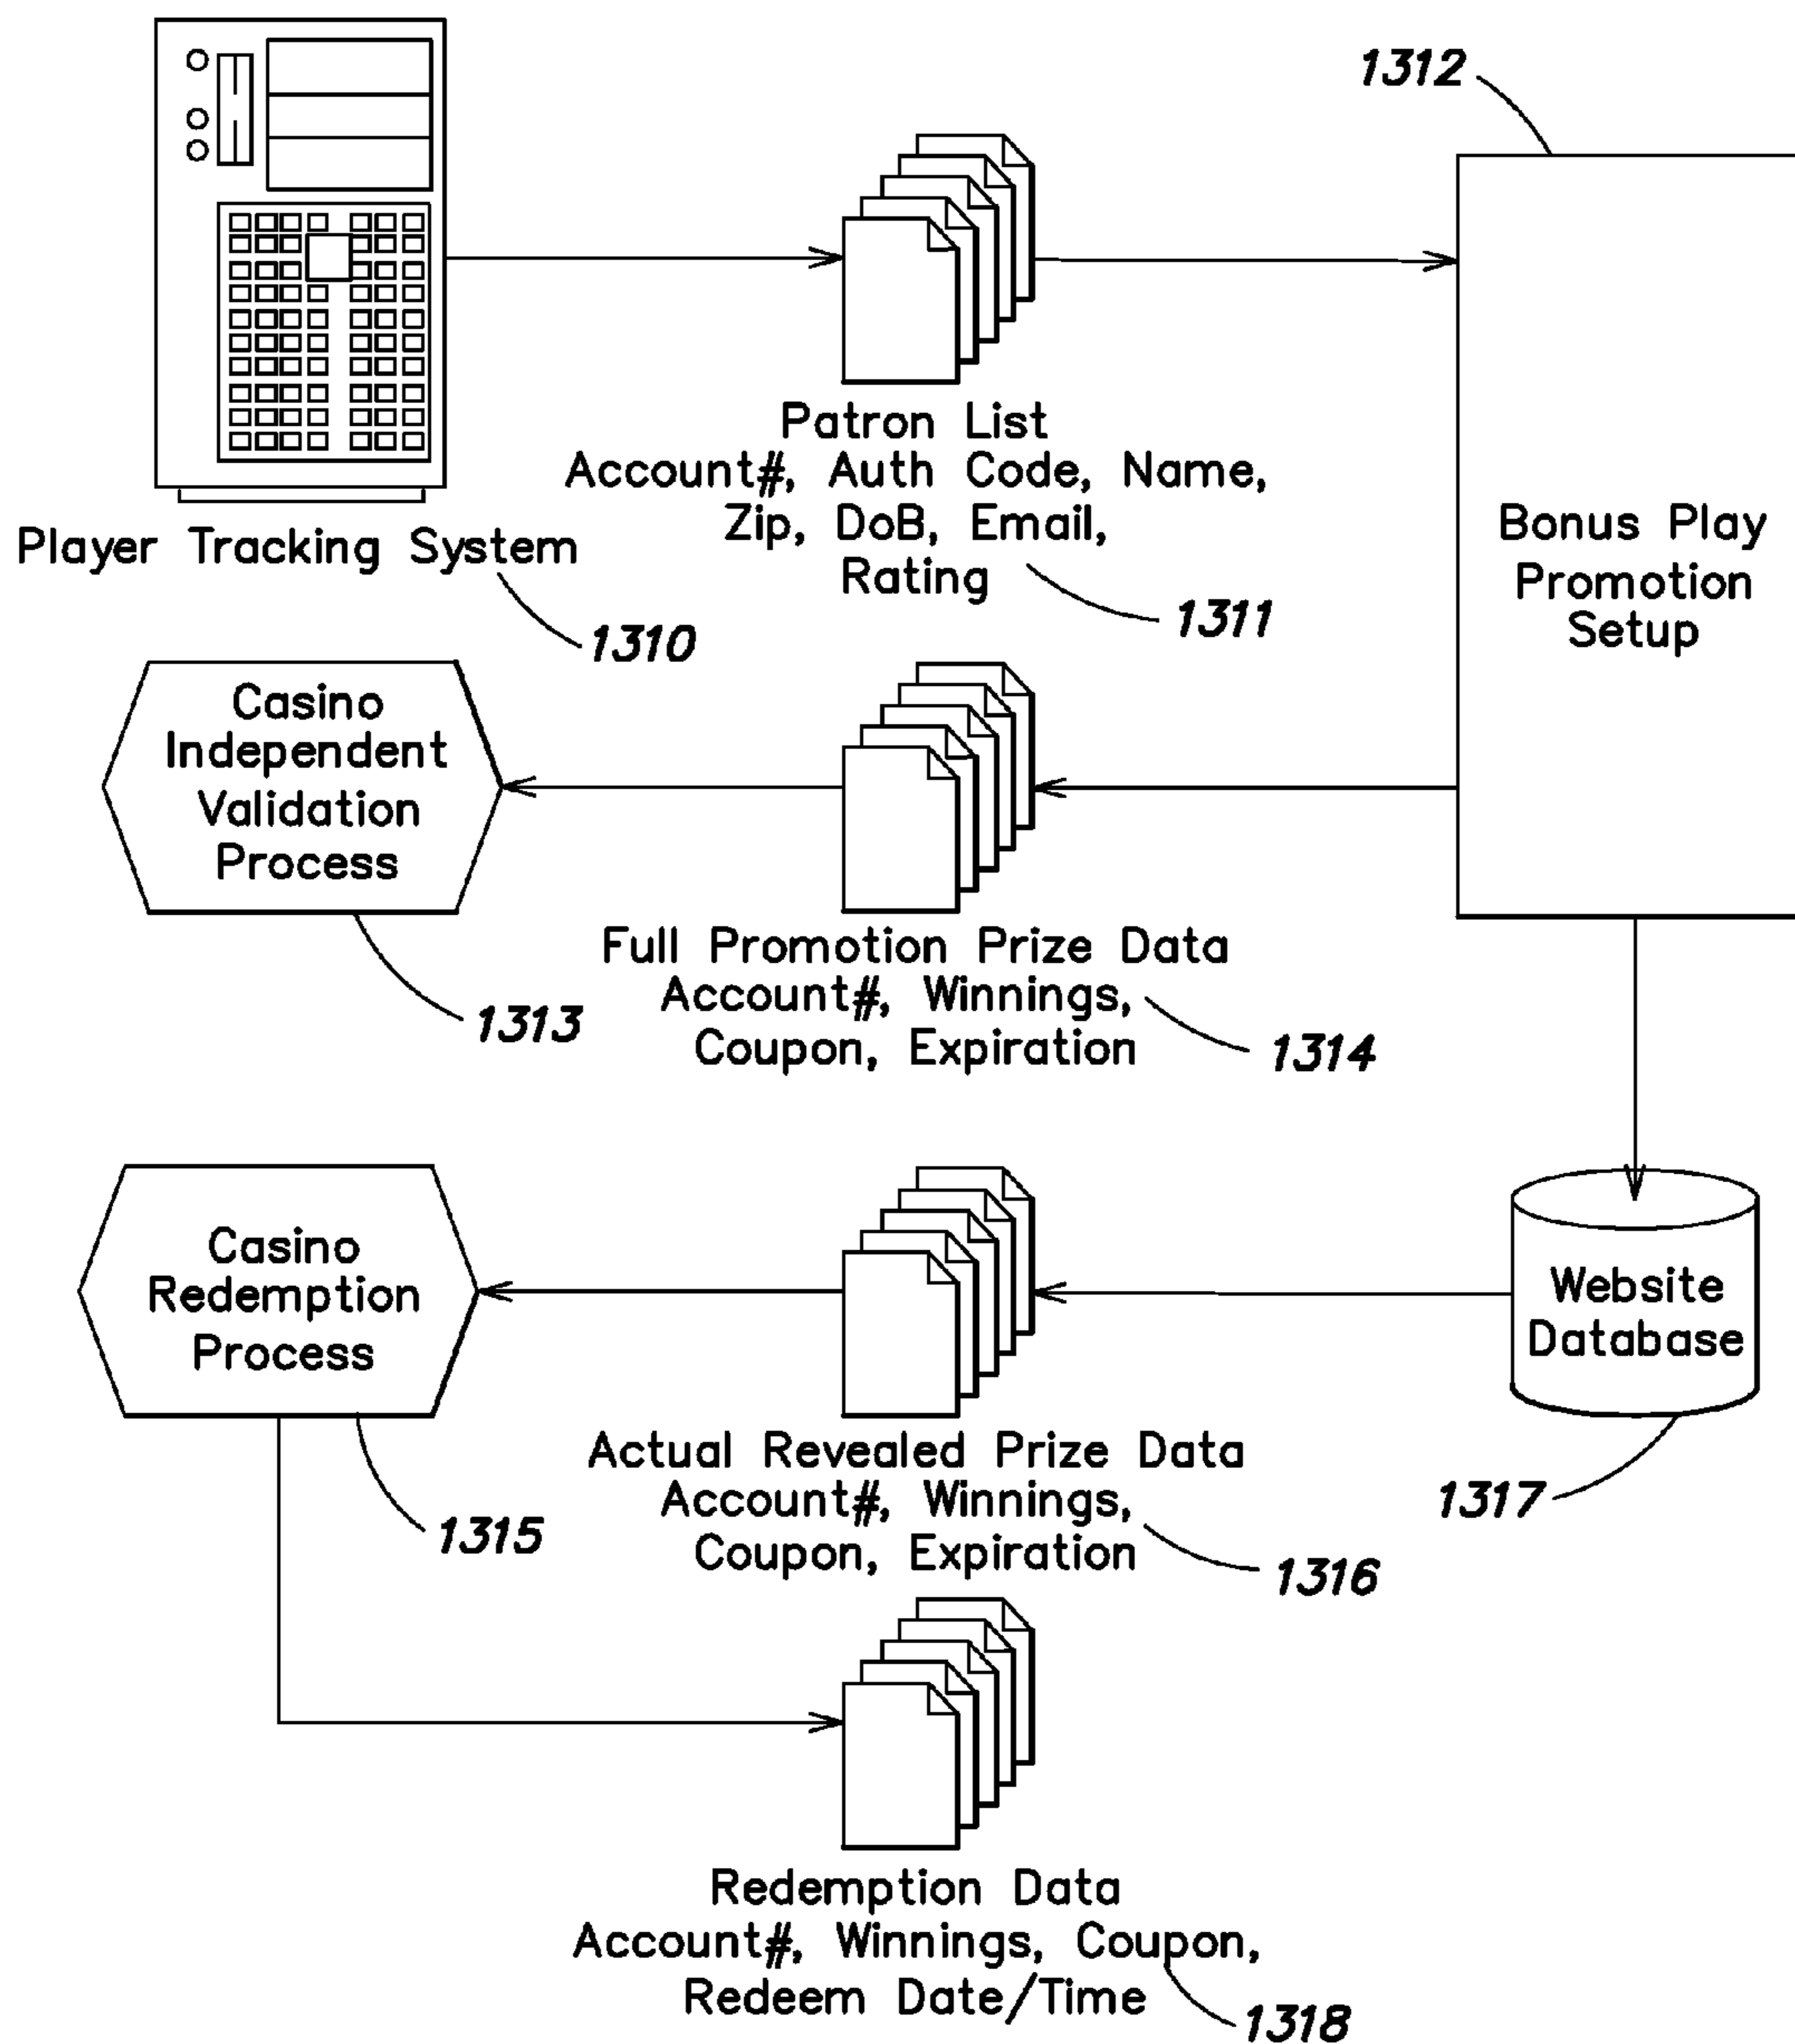 1312
Patron List
Account#, Auth Code, Name,
Zip, DoB, Email,
Rating
1311
Player Tracking System
1310
Bonus Play
Promotion
Setup
Casino
Independent
Validation
Process
1313
Full Promotion Prize Data
Account#, Winnings,
Coupon, Expiration
1314
Casino
Redemption
Process
1315
Website
Database
1317
Actual Revealed Prize Data
Account#, Winnings,
Coupon, Expiration
1316
Redemption Data
Account#, Winnings, Coupon,
Redeem Date/Time
1318